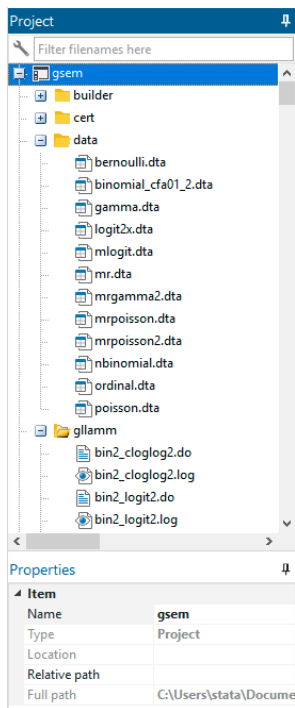 Project
Filter filenames here
gsem
builder
cert
data
bernoulli.dta
binomial_cfa01_2.dta
gamma.dta
logit2x.dta
mlogit.dta
mr.dta
mrgamma2.dta
mrpoisson.dta
mrpoisson2.dta
nbinomial.dta
ordinal.dta
poisson.dta
gllamm
bin2_cloglog2.do
bin2_cloglog2.log
bin2_logit2.do
bin2_logit2.log
Properties
Item
Name gsem
Type Project
Location
Relative path
Full path C:\Users\stata\Docume